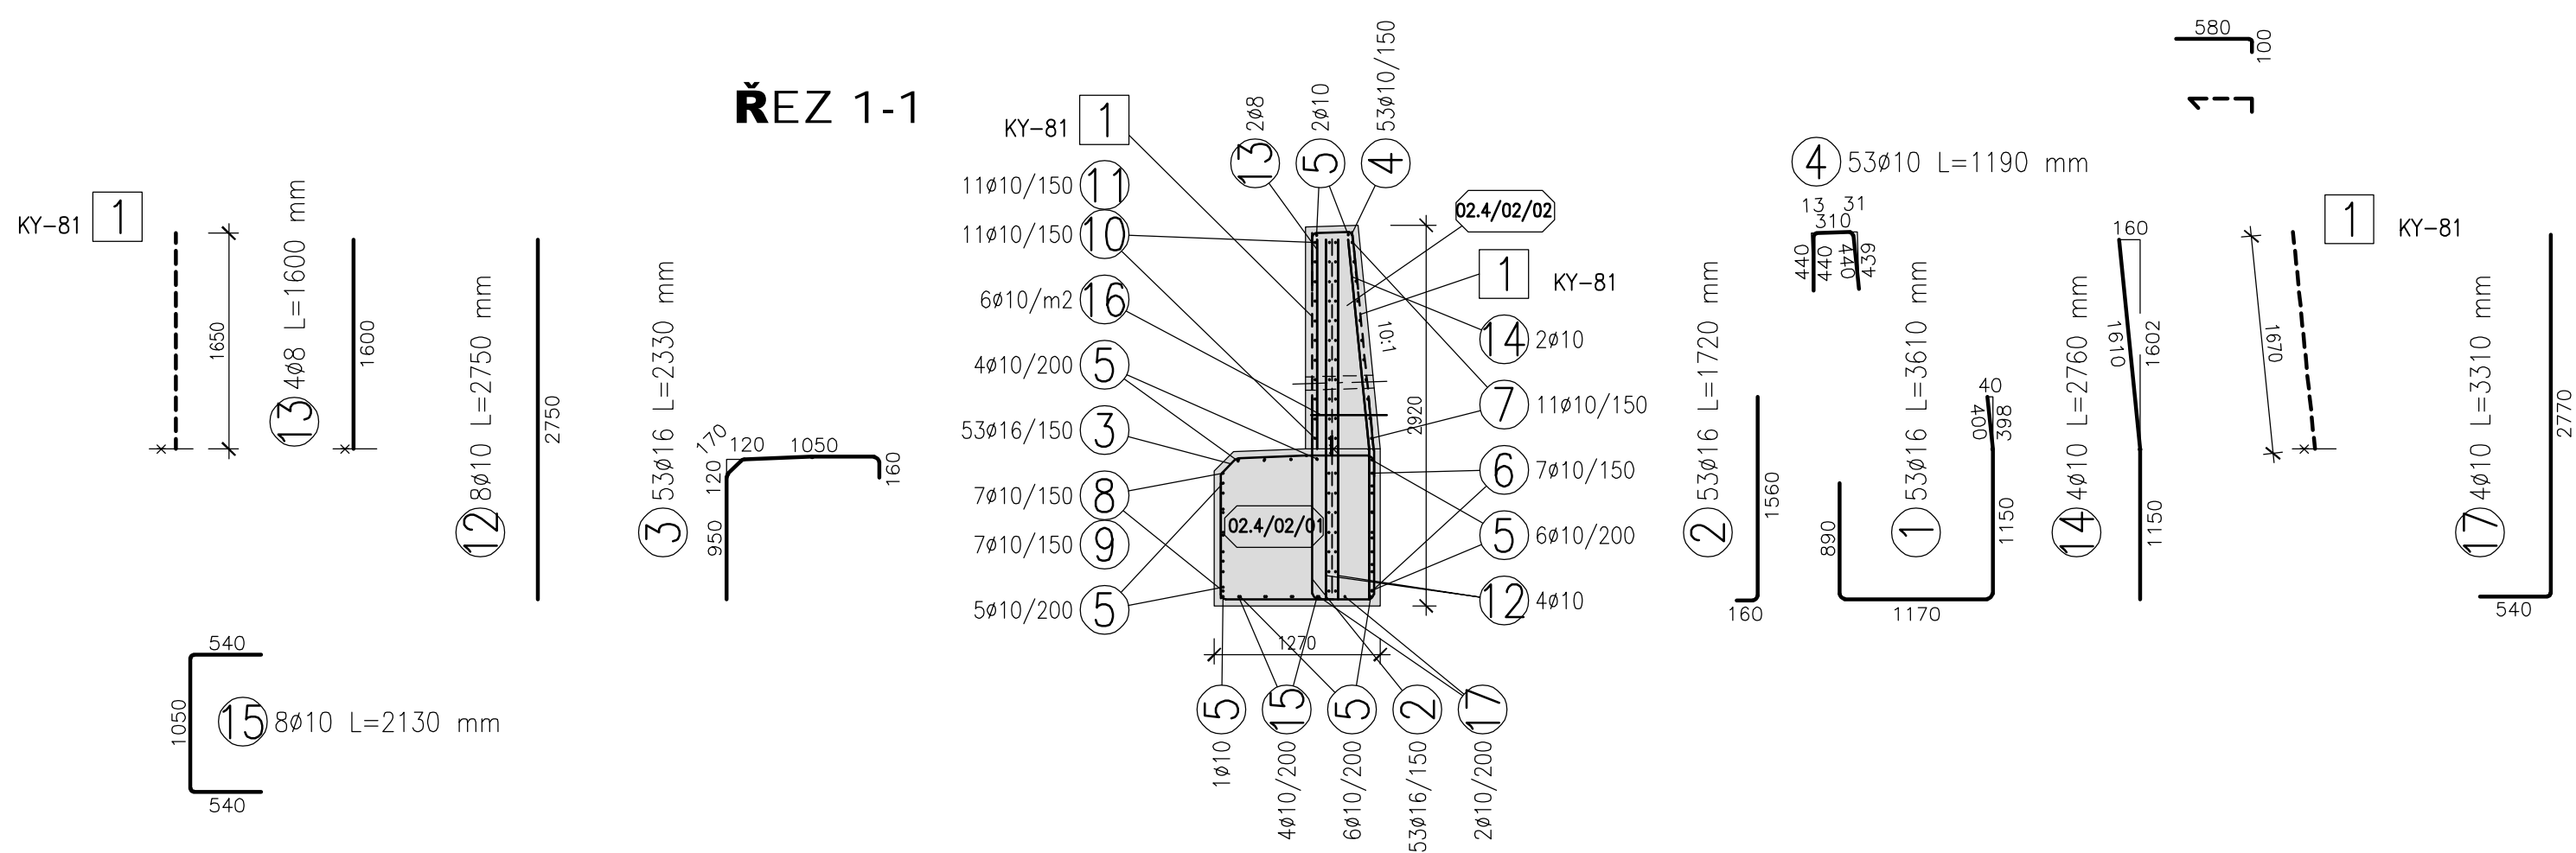 580
100
ŘEZ 1-1
KY-81 1
2ø8
2ø10
53ø10/150
13 5 4
11ø10/150 11
11ø10/150 10
6ø10/m2 16
4ø10/200 5
53ø16/150 3
7ø10/150 8
7ø10/150 9
5ø10/200 5
02.4/02/02
1 KY-81
10:1
14 2ø10
7 11ø10/150
2920
6 7ø10/150
5 6ø10/200
12 4ø10
02.4/02/01
1270
5 15 5 2 17
1ø10
4ø10/200
6ø10/200
53ø16/150
2ø10/200
KY-81 1
1650
13 4ø8 L=1600 mm
1600
12 8ø10 L=2750 mm
2750
3 53ø16 L=2330 mm
170
120
1050
120
160
950
540
1050
15 8ø10 L=2130 mm
540
4 53ø10 L=1190 mm
13 31
310
440
440
440
439
2 53ø16 L=1720 mm
1560
160
1 53ø16 L=3610 mm
40
400
398
890
1150
1170
14 4ø10 L=2760 mm
160
1610
1602
1150
1 KY-81
1670
17 4ø10 L=3310 mm
2770
540